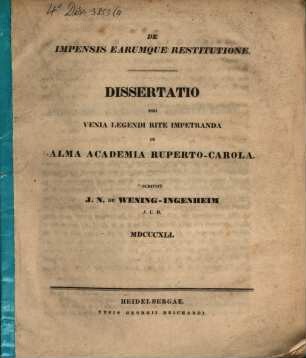 DE
IMPENSIS EARUMQUE RESTITUTIONE.
DISSERTATIO
PRO
VENIA LEGENDI RITE IMPETRANDA
IN
ALMA ACADEMIA RUPERTO-CAROLA.
SCRIPSIT
J. N. DE WENING-INGENHEIM
J. U. D.
MDCCCXLI.
HEIDELBERGAE.
TYPIS GEORGII REICHARDI.